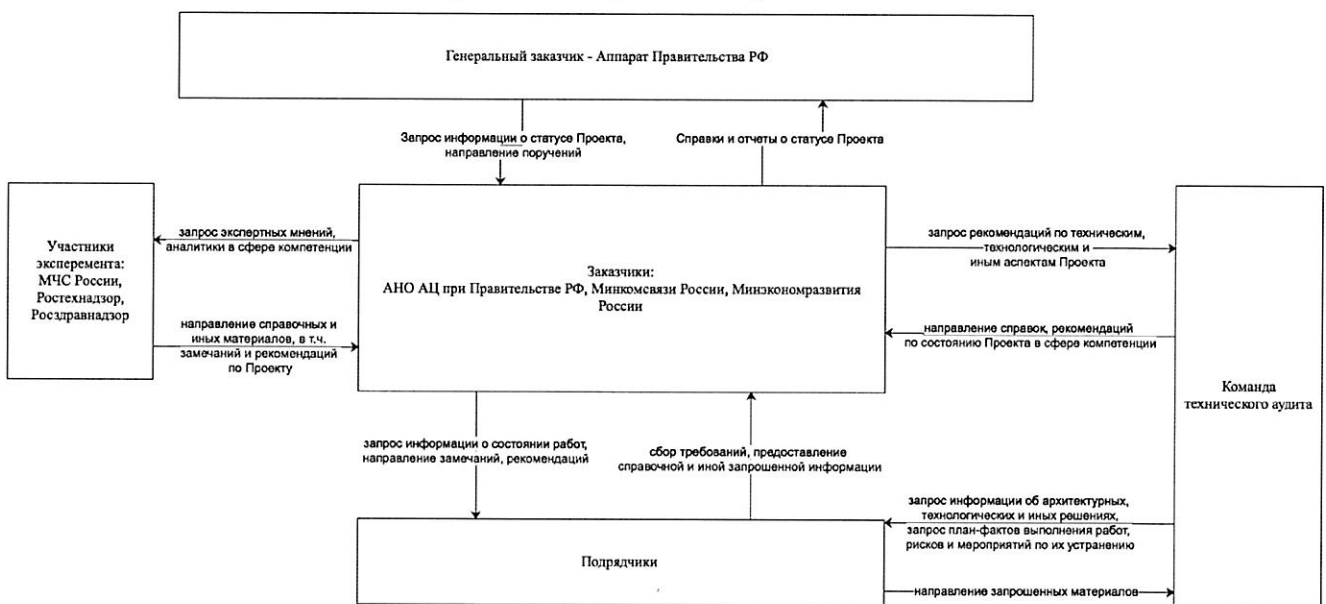 Генеральный заказчик - Аппарат Правительства РФ
Запрос информации о статусе Проекта,
направление поручений
Справки и отчеты о статусе Проекта
Участники
эксперемента:
МЧС России,
Ростехнадзор,
Росздравнадзор
запрос экспертных мнений,
аналитики в сфере компетенции
направление справочных и
иных материалов, в т.ч.
замечаний и рекомендаций
по Проекту
Заказчики:
АНО АЦ при Правительстве РФ, Минкомсвязи России, Минэкономразвития
России
запрос рекомендаций по техническим,
технологическим и
иным аспектам Проекта
направление справок, рекомендаций
по состоянию Проекта в сфере компетенции
Команда
технического аудита
запрос информации о состоянии работ,
направление замечаний, рекомендаций
сбор требований, предоставление
справочной и иной запрошенной информации
запрос информации об архитектурных,
технологических и иных решениях,
запрос план-фактов выполнения работ,
рисков и мероприятий по их устранению
Подрядчики
направление запрошенных материалов